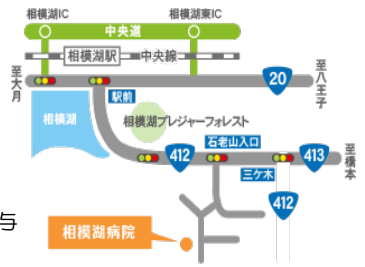 相模湖IC
相模湖東IC
中央道
相模湖駅
中央線
至大月
20
至八王子
駅前
相模湖
相模湖プレジャーフォレスト
石老山入口
412
413
至橋本
三ケ木
412
与
相模湖病院